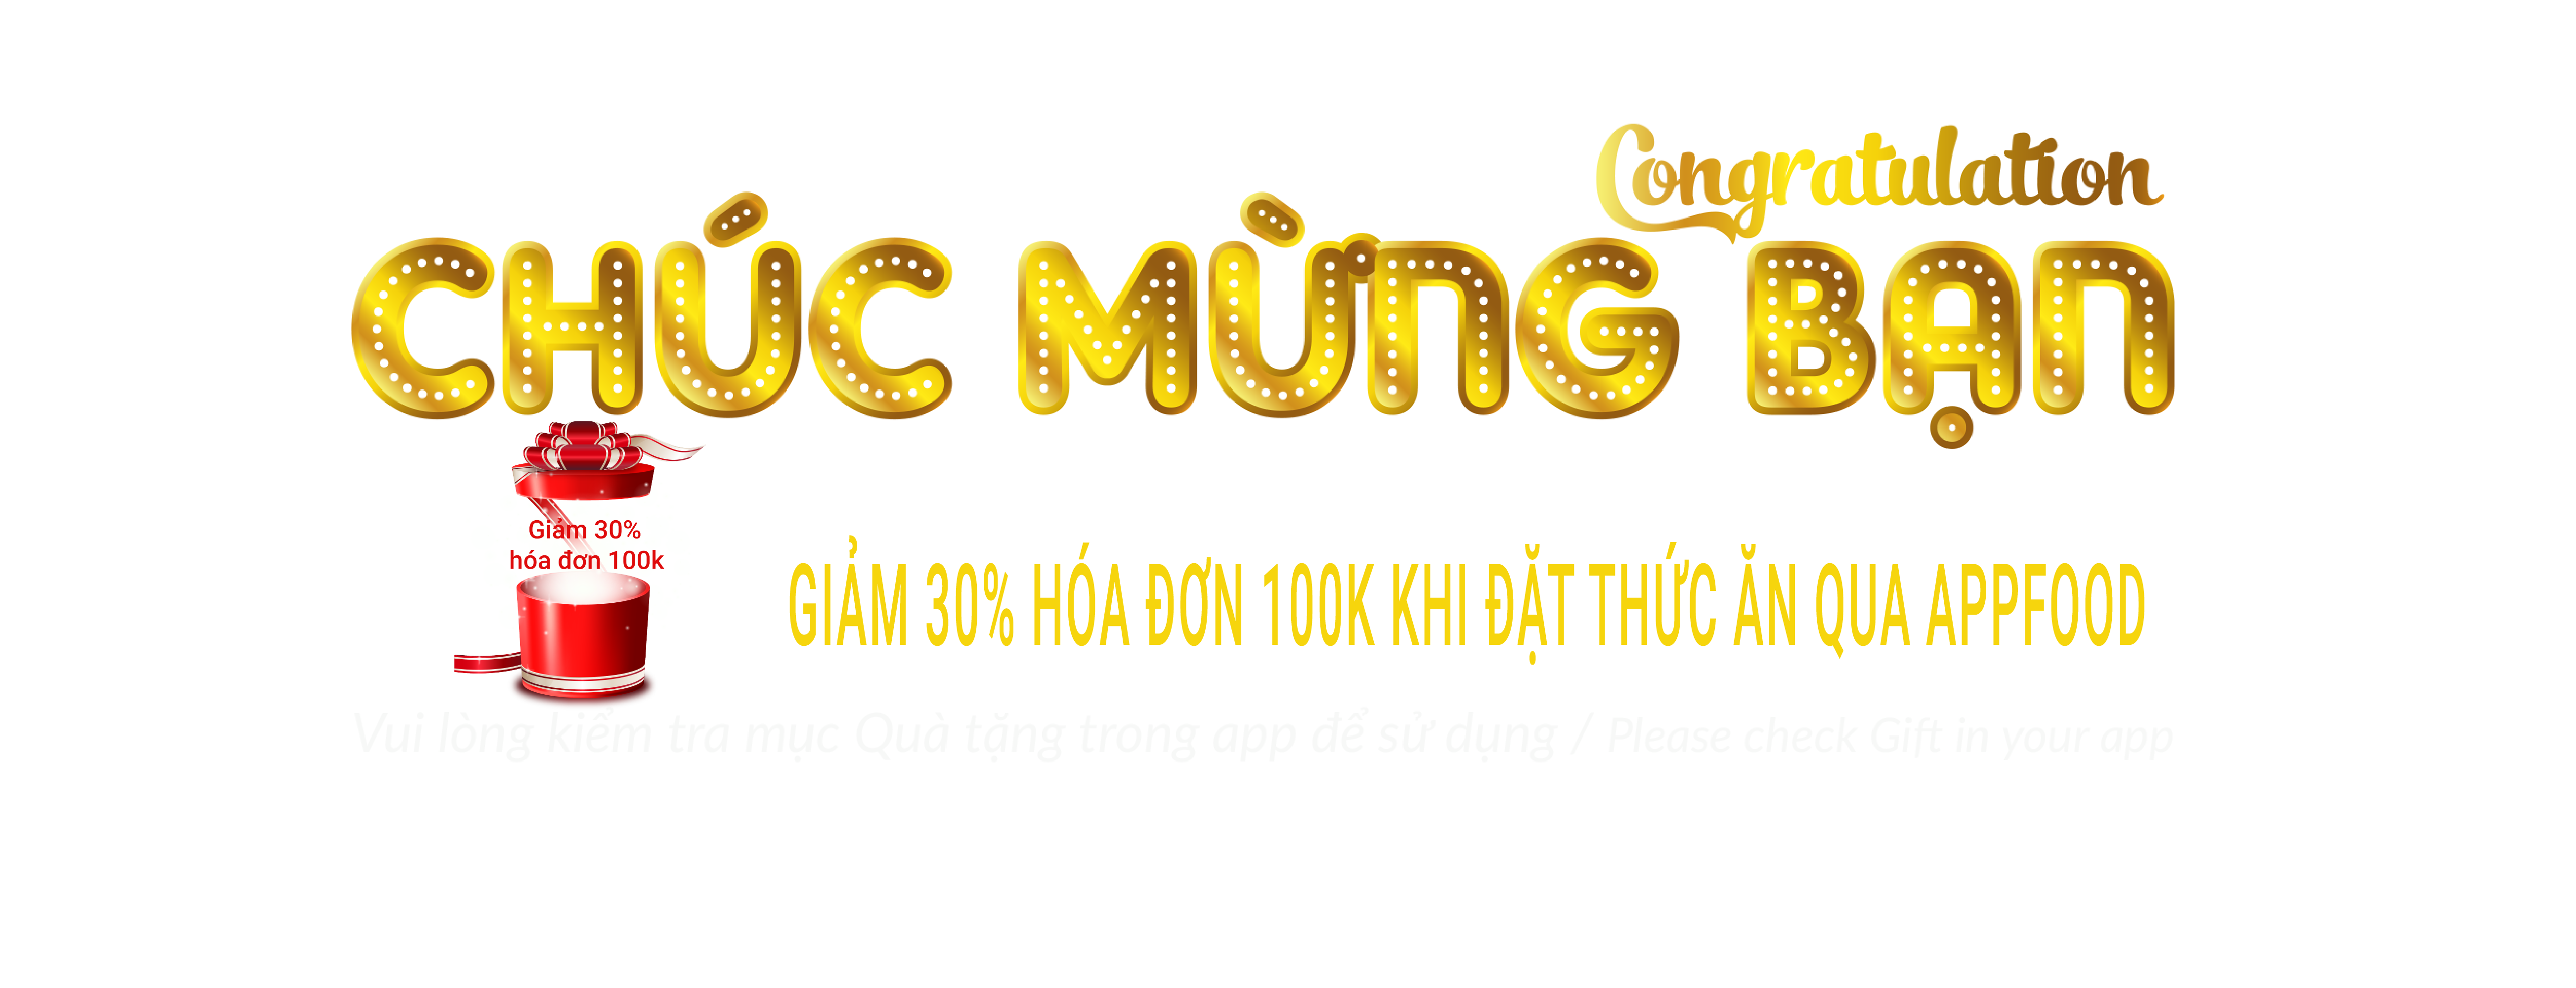 Congratulation
CHÚC MỪNG BẠN
Giảm 30%
hóa đơn 100k
GIẢM 30% HÓA ĐƠN 100K KHI ĐẶT THỨC ĂN QUA APPFOOD
Vui lòng kiểm tra mục Quà tặng trong app để sử dụng / Please check Gift in your app